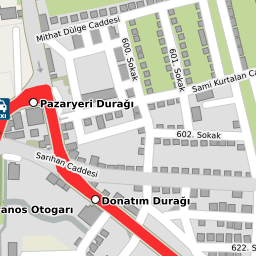 Mithat Dülge Caddesi
600. Sokak
601. Sokak
Sami Kurtalan Ca
Pazaryeri Durağı
602. Sokak
Sarıhan Caddesi
Donatım Durağı
anos Otogarı
622. S